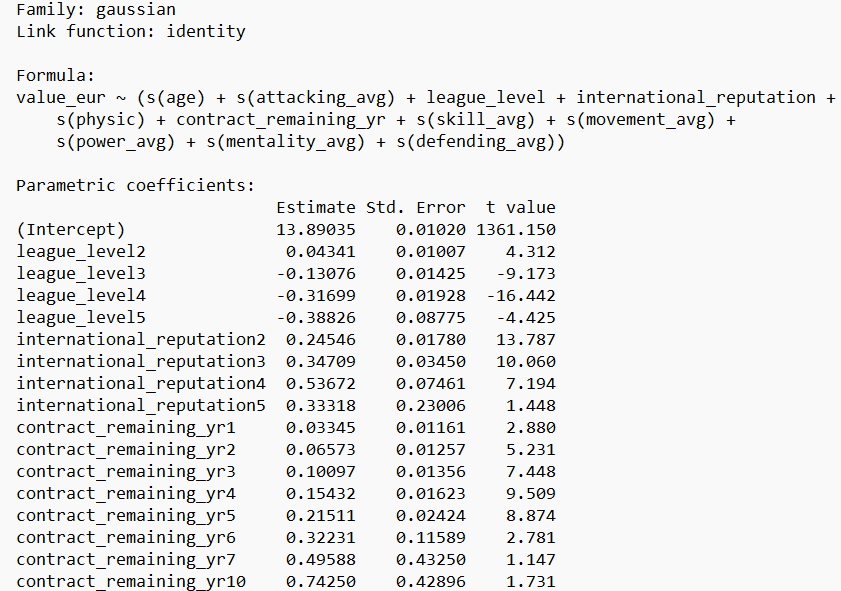 Family: gaussian
Link function: identity
Formula:
value_eur ~ (s(age) + s(attacking_avg) + league_level + international_reputation +
s(physic) + contract_remaining_yr + s(skill_avg) + s(movement_avg) +
s(power_avg) + s(mentality_avg) + s(defending_avg))
Parametric coefficients:
Estimate Std. Error t value
(Intercept) 13.89035 0.01020 1361.150
league_level2 0.04341 0.01007 4.312
league_level3 -0.13076 0.01425 -9.173
league_level4 -0.31699 0.01928 -16.442
league_level5 -0.38826 0.08775 -4.425
international_reputation2 0.24546 0.01780 13.787
international_reputation3 0.34709 0.03450 10.060
international_reputation4 0.53672 0.07461 7.194
international_reputation5 0.33318 0.23006 1.448
contract_remaining_yr1 0.03345 0.01161 2.880
contract_remaining_yr2 0.06573 0.01257 5.231
contract_remaining_yr3 0.10097 0.01356 7.448
contract_remaining_yr4 0.15432 0.01623 9.509
contract_remaining_yr5 0.21511 0.02424 8.874
contract_remaining_yr6 0.32231 0.11589 2.781
contract_remaining_yr7 0.49588 0.43250 1.147
contract_remaining_yr10 0.74250 0.42896 1.731